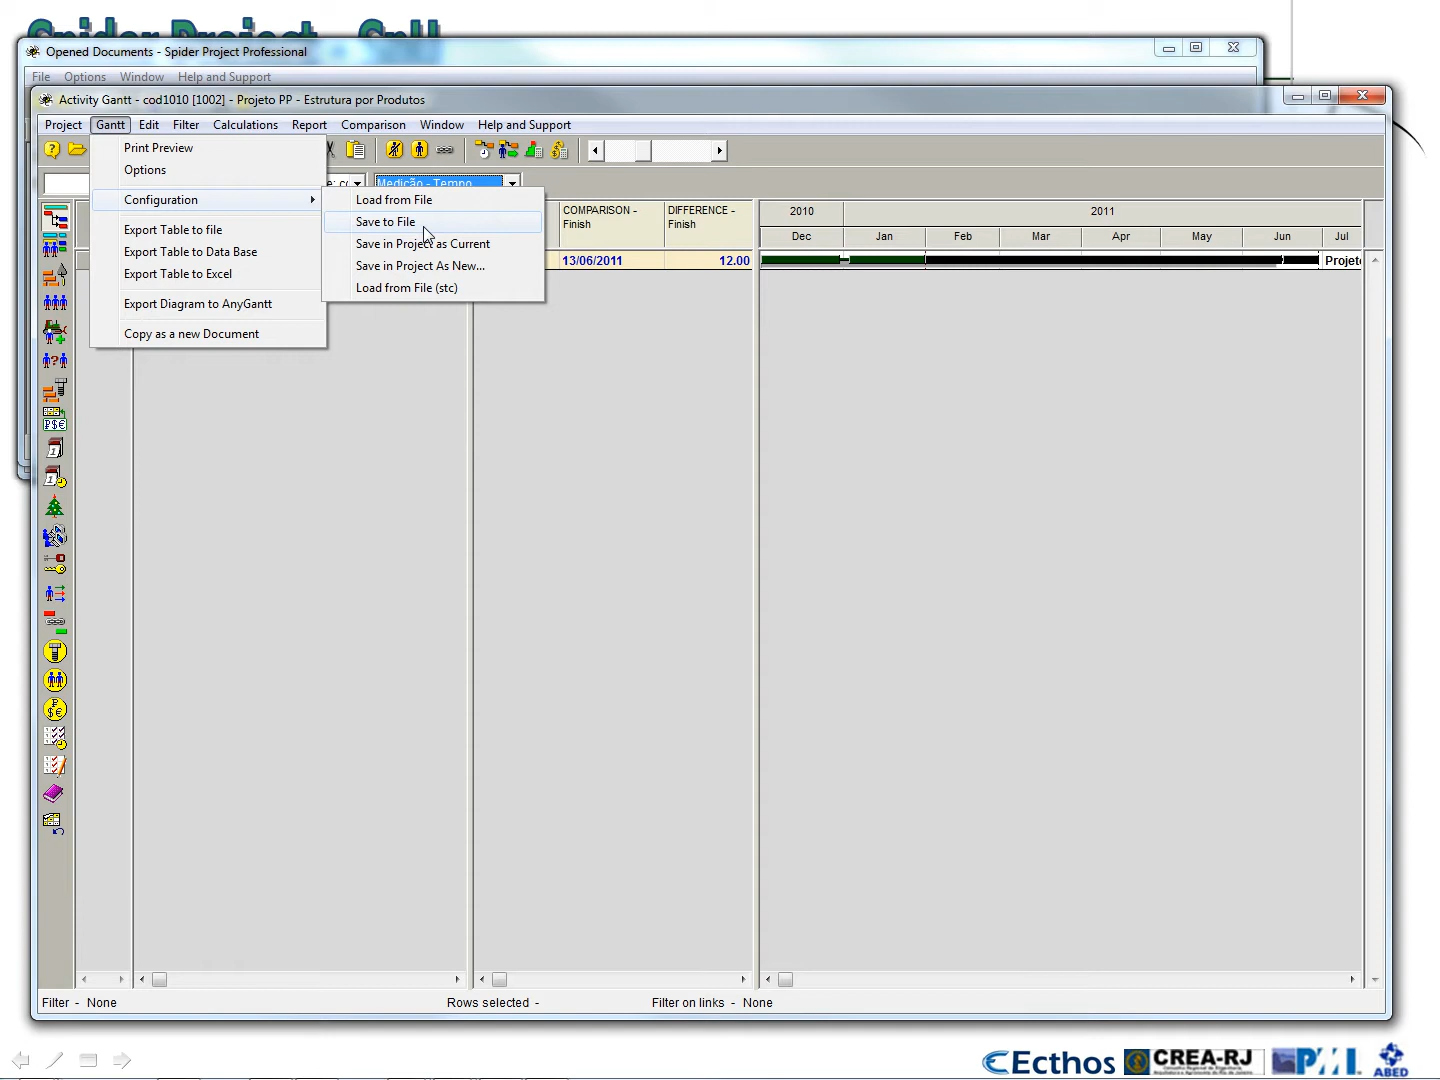 Spider Project - CpU
Opened Documents - Spider Project Professional
File Options Window Help and Support
Activity Gantt - cod1010 [1002] - Projeto PP - Estrutura por Produtos
Project Gantt Edit Filter Calculations Report Comparison Window Help and Support
Print Preview
Options
Configuration
Export Table to file
Export Table to Data Base
Export Table to Excel
Export Diagram to AnyGantt
Copy as a new Document
Medição - Tempo
Load from File
Save to File
Save in Project as Current
Save in Project As New...
Load from File (stc)
COMPARISON - Finish
DIFFERENCE - Finish
2010 2011
Dec Jan Feb Mar Apr May Jun Jul
13/06/2011 12.00
Projeto
Filter - None Rows selected - Filter on links - None
Ecthos CREA-RJ PMI ABED